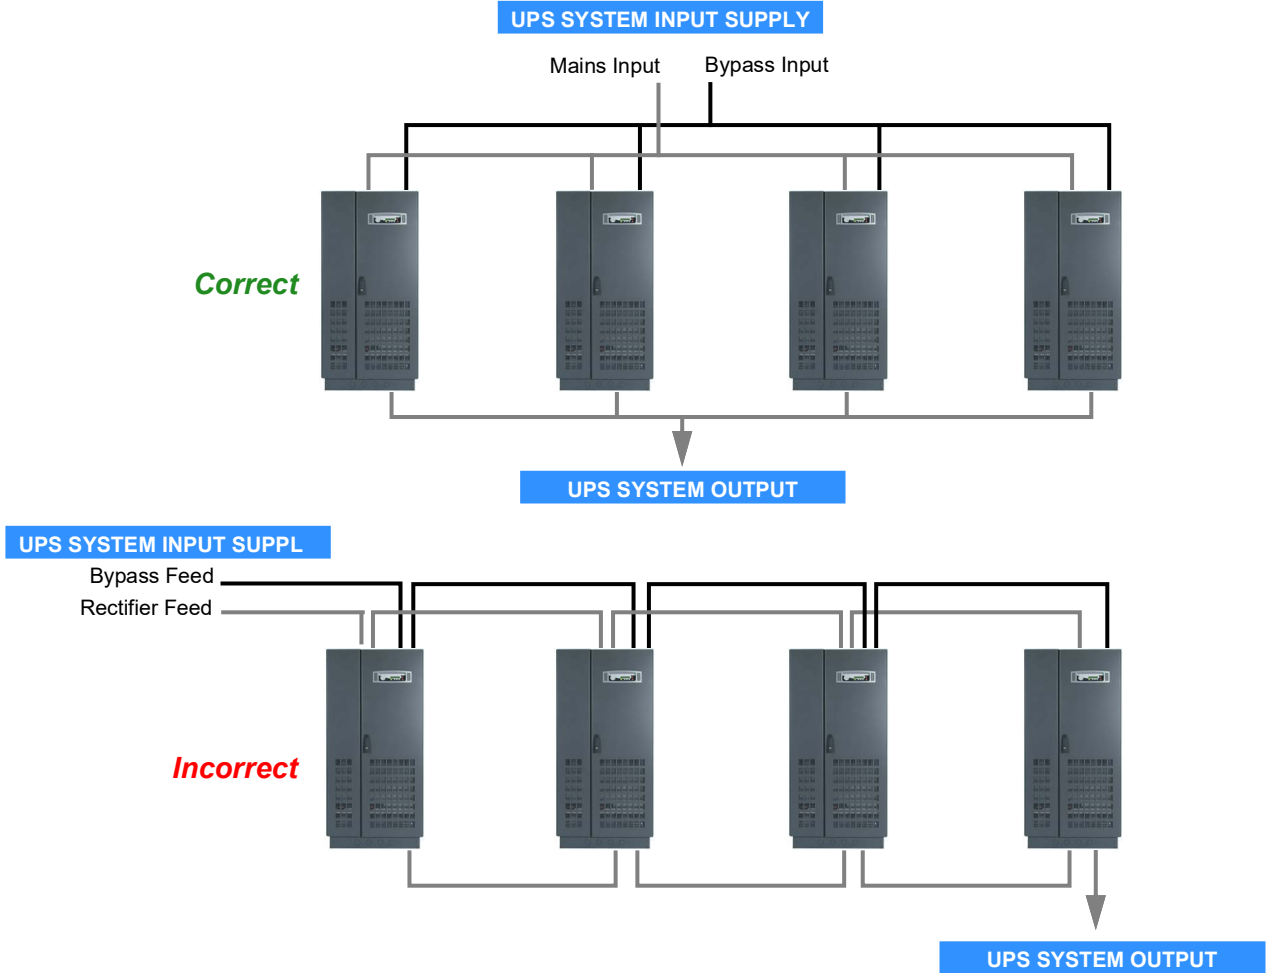 UPS SYSTEM INPUT SUPPLY
Mains Input Bypass Input
Correct
UPS SYSTEM OUTPUT
UPS SYSTEM INPUT SUPPL
Bypass Feed
Rectifier Feed
Incorrect
UPS SYSTEM OUTPUT